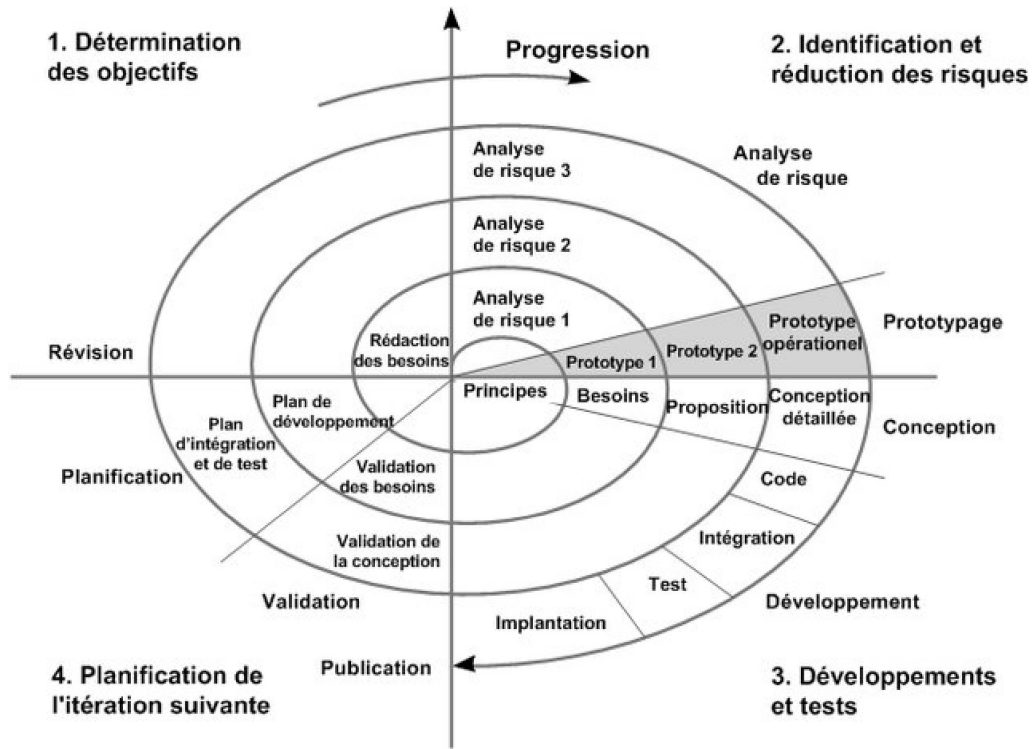 1. Détermination
des objectifs
Progression
2. Identification et
réduction des risques
Analyse
de risque 3
Analyse
de risque
Analyse
de risque 2
Analyse
de risque 1
Rédaction
des besoins
Révision
Prototype 1
Prototype 2
Prototype
opérationel
Prototypage
Principes
Besoins
Proposition
Conception
détaillée
Conception
Plan de
développement
Plan
d'intégration
et de test
Planification
Validation
des besoins
Code
Validation de
la conception
Intégration
Test
Implantation
Validation
Développement
Publication
4. Planification de
l'itération suivante
3. Développements
et tests